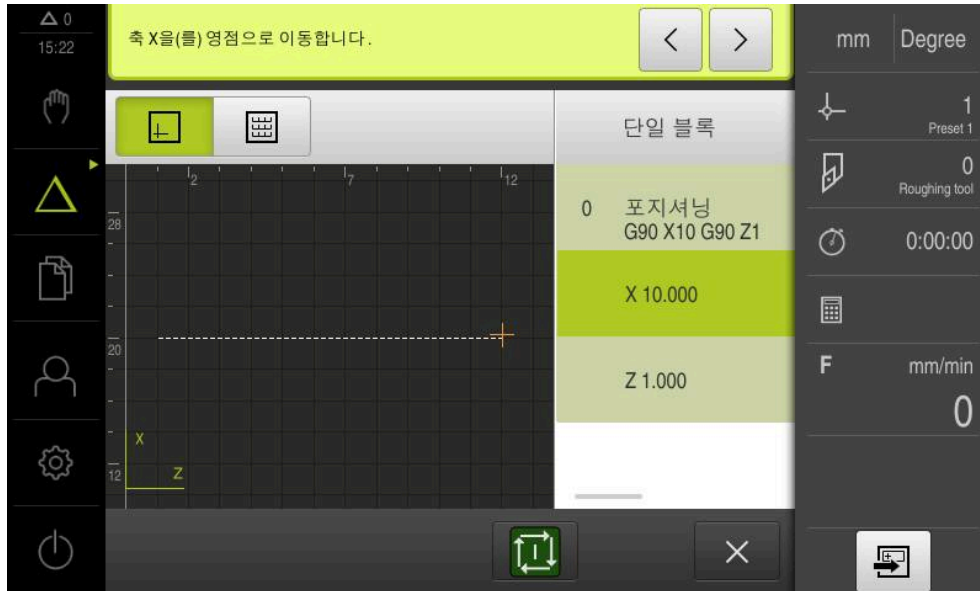 0
15:22
축 X을(를) 영점으로 이동합니다.
mm Degree
1
Preset 1
0
Roughing tool
0:00:00
F mm/min
0
단일 블록
0 포지셔닝
G90 X10 G90 Z1
X 10.000
Z 1.000
2 7 12
28
20
12
X
Z